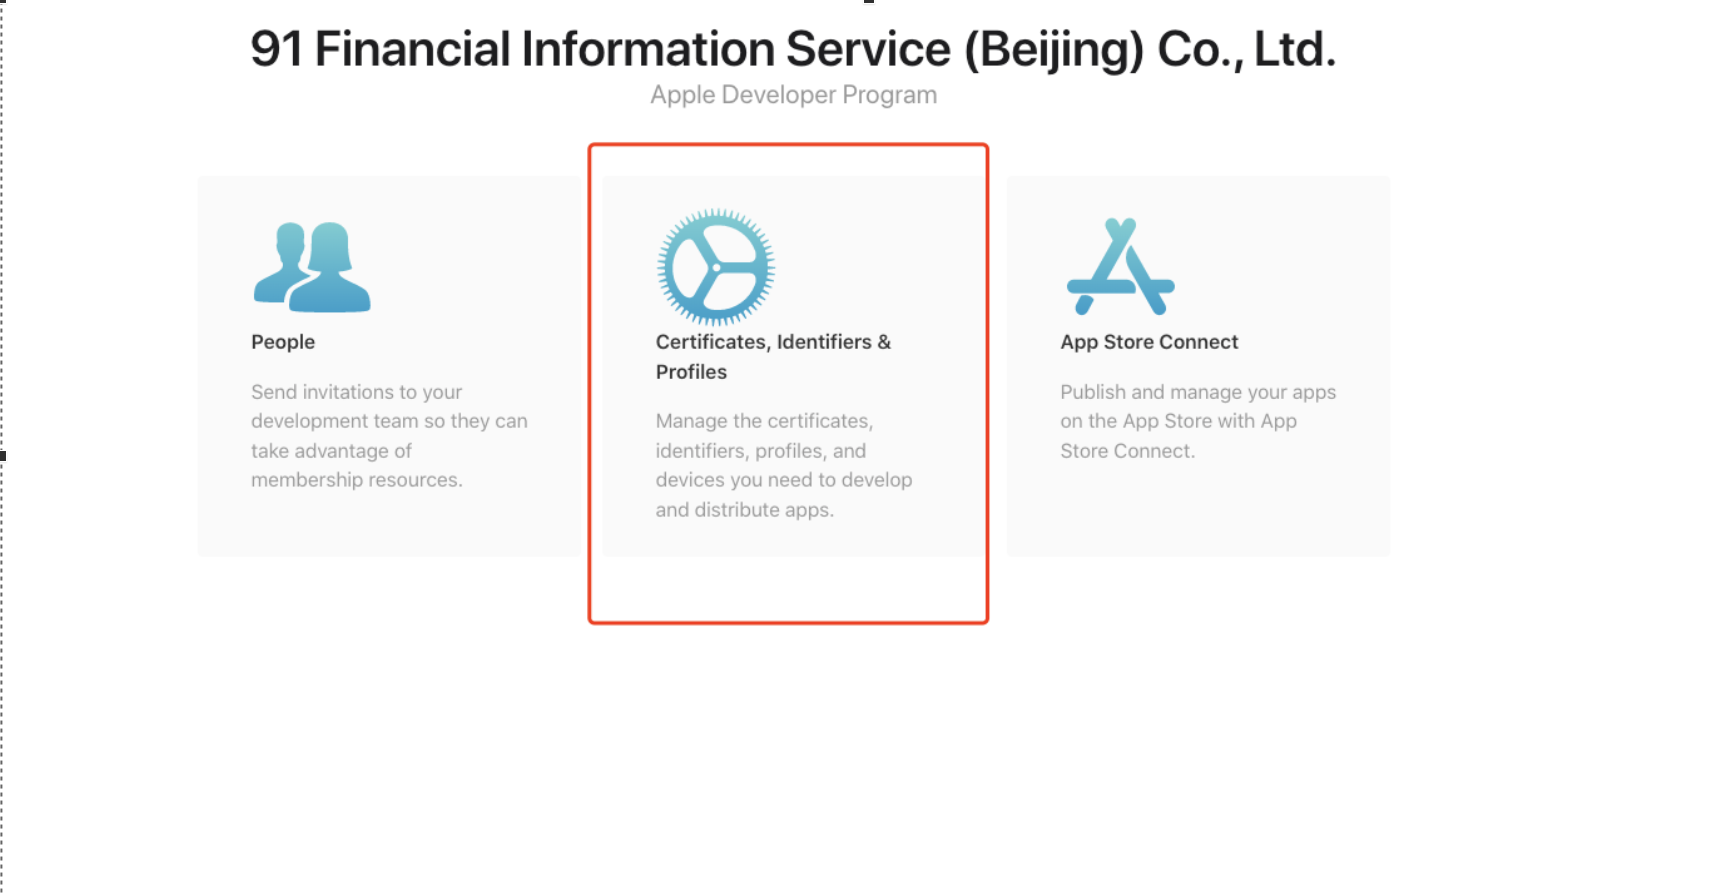 91 Financial Information Service (Beijing) Co., Ltd.
Apple Developer Program
People
Send invitations to your
development team so they can
take advantage of
membership resources.
Certificates, Identifiers &
Profiles
Manage the certificates,
identifiers, profiles, and
devices you need to develop
and distribute apps.
App Store Connect
Publish and manage your apps
on the App Store with App
Store Connect.